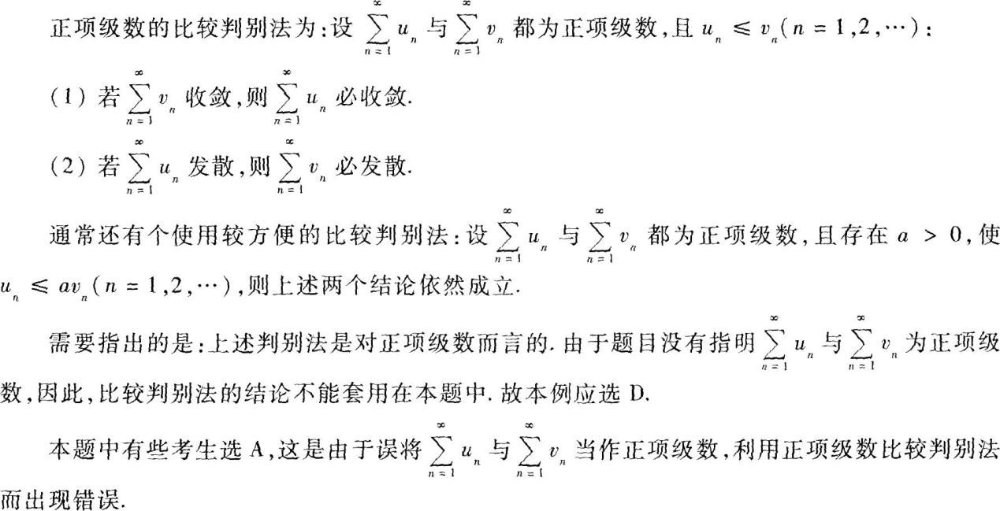 正项级数的比较判别法为:设 $\sum_{n=1}^{\infty} u_n$ 与 $\sum_{n=1}^{\infty} v_n$ 都为正项级数,且 $u_n \leqslant v_n (n = 1,2,\cdots)$:
(1) 若 $\sum_{n=1}^{\infty} v_n$ 收敛,则 $\sum_{n=1}^{\infty} u_n$ 必收敛.
(2) 若 $\sum_{n=1}^{\infty} u_n$ 发散,则 $\sum_{n=1}^{\infty} v_n$ 必发散.
通常还有个使用较方便的比较判别法:设 $\sum_{n=1}^{\infty} u_n$ 与 $\sum_{n=1}^{\infty} v_n$ 都为正项级数,且存在 $a > 0$,使
$u_n \leqslant av_n (n = 1,2,\cdots)$,则上述两个结论依然成立.
需要指出的是:上述判别法是对正项级数而言的. 由于题目没有指明 $\sum_{n=1}^{\infty} u_n$ 与 $\sum_{n=1}^{\infty} v_n$ 为正项级
数,因此,比较判别法的结论不能套用在本题中. 故本例应选 D.
本题中有些考生选 A,这是由于误将 $\sum_{n=1}^{\infty} u_n$ 与 $\sum_{n=1}^{\infty} v_n$ 当作正项级数,利用正项级数比较判别法
而出现错误.